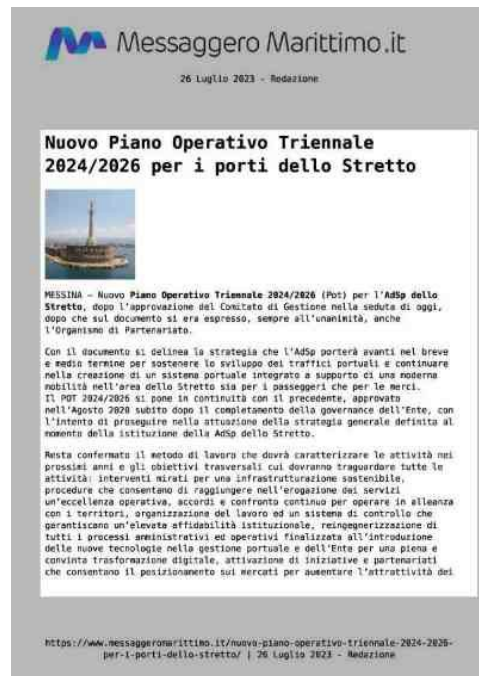 Messaggero Marittimo.it
26 Luglio 2023 - Redazione
Nuovo Piano Operativo Triennale
2024/2026 per i porti dello Stretto
MESSINA – Nuovo Piano Operativo Triennale 2024/2026 (Pot) per l'AdSp dello
Stretto, dopo l'approvazione del Comitato di Gestione nella seduta di oggi,
dopo che sul documento si era espresso, sempre all'unanimità, anche
l'Organismo di Partenariato.
Con il documento si delinea la strategia che l'AdSp porterà avanti nel breve
e medio termine per sostenere lo sviluppo dei traffici portuali e continuare
nella creazione di un sistema portuale integrato a supporto di una moderna
mobilità nell'area dello Stretto sia per i passeggeri che per le merci.
Il POT 2024/2026 si pone in continuità con il precedente, approvato
nell'Agosto 2020 subito dopo il completamento della governance dell'Ente, con
l'intento di proseguire nella attuazione della strategia generale definita al
momento della istituzione della AdSp dello Stretto.
Resta confermato il metodo di lavoro che dovrà caratterizzare le attività nei
prossimi anni e gli obiettivi trasversali cui dovranno traguardare tutte le
attività: interventi mirati per una infrastrutturazione sostenibile,
procedure che consentano di raggiungere nell'erogazione dei servizi
un'eccellenza operativa, accordi e confronto continuo per operare in alleanza
con i territori, organizzazione del lavoro ed un sistema di controllo che
garantiscano un'elevata affidabilità istituzionale, reingegnerizzazione di
tutti i processi amministrativi ed operativi finalizzata all'introduzione
delle nuove tecnologie nella gestione portuale e dell'Ente per una piena e
convinta trasformazione digitale, attivazione di iniziative e partenariati
che consentano il posizionamento sui mercati per aumentare l'attrattività dei
https://www.messaggeromarittimo.it/nuovo-piano-operativo-triennale-2024-2026-
per-i-porti-dello-stretto/ | 26 Luglio 2023 - Redazione